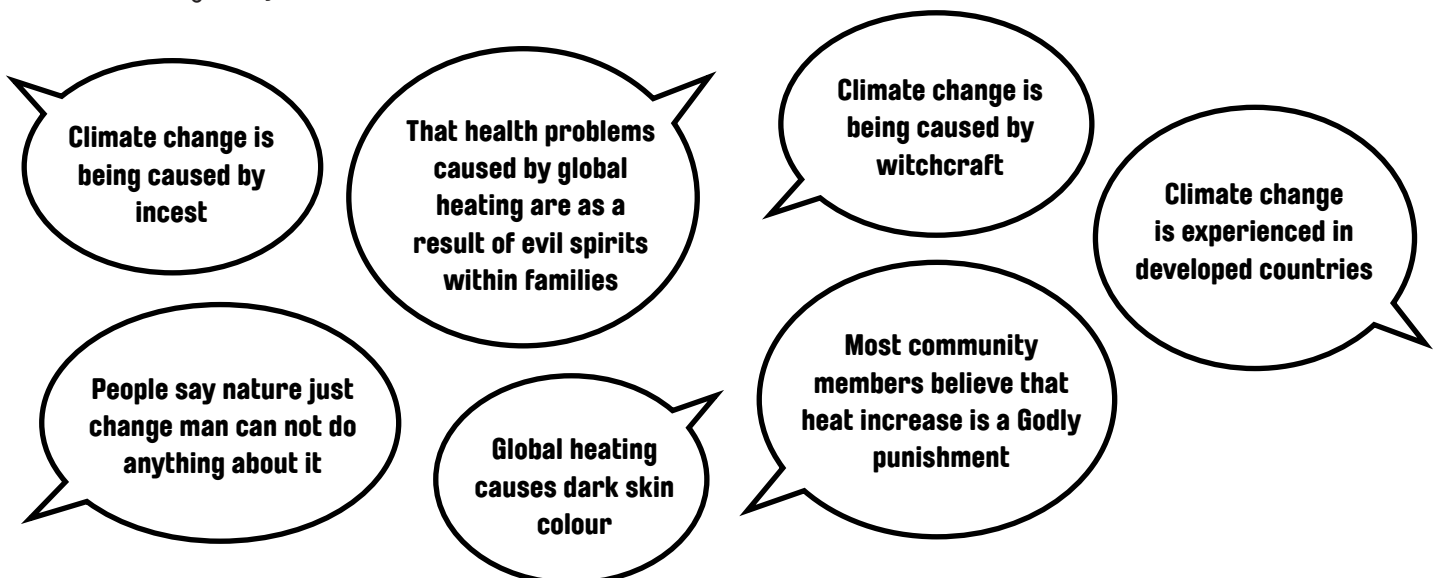 Climate change is
being caused by
incest
That health problems
caused by global
heating are as a
result of evil spirits
within families
Climate change is
being caused by
witchcraft
Climate change
is experienced in
developed countries
People say nature just
change man can not do
anything about it
Global heating
causes dark skin
colour
Most community
members believe that
heat increase is a Godly
punishment